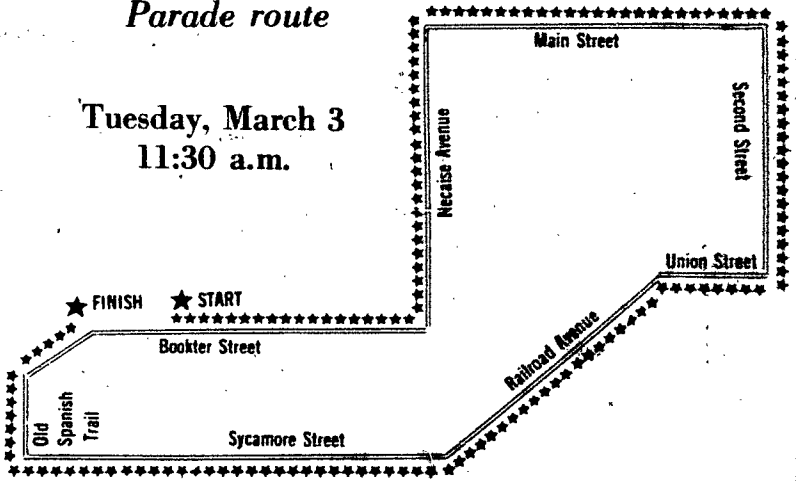 Parade route
Tuesday, March 3
11:30 a.m.
Main Street
Second Street
Necaise Avenue
Union Street
FINISH
START
Bookter Street
Railroad Avenue
Old
Spanish
Trail
Sycamore Street